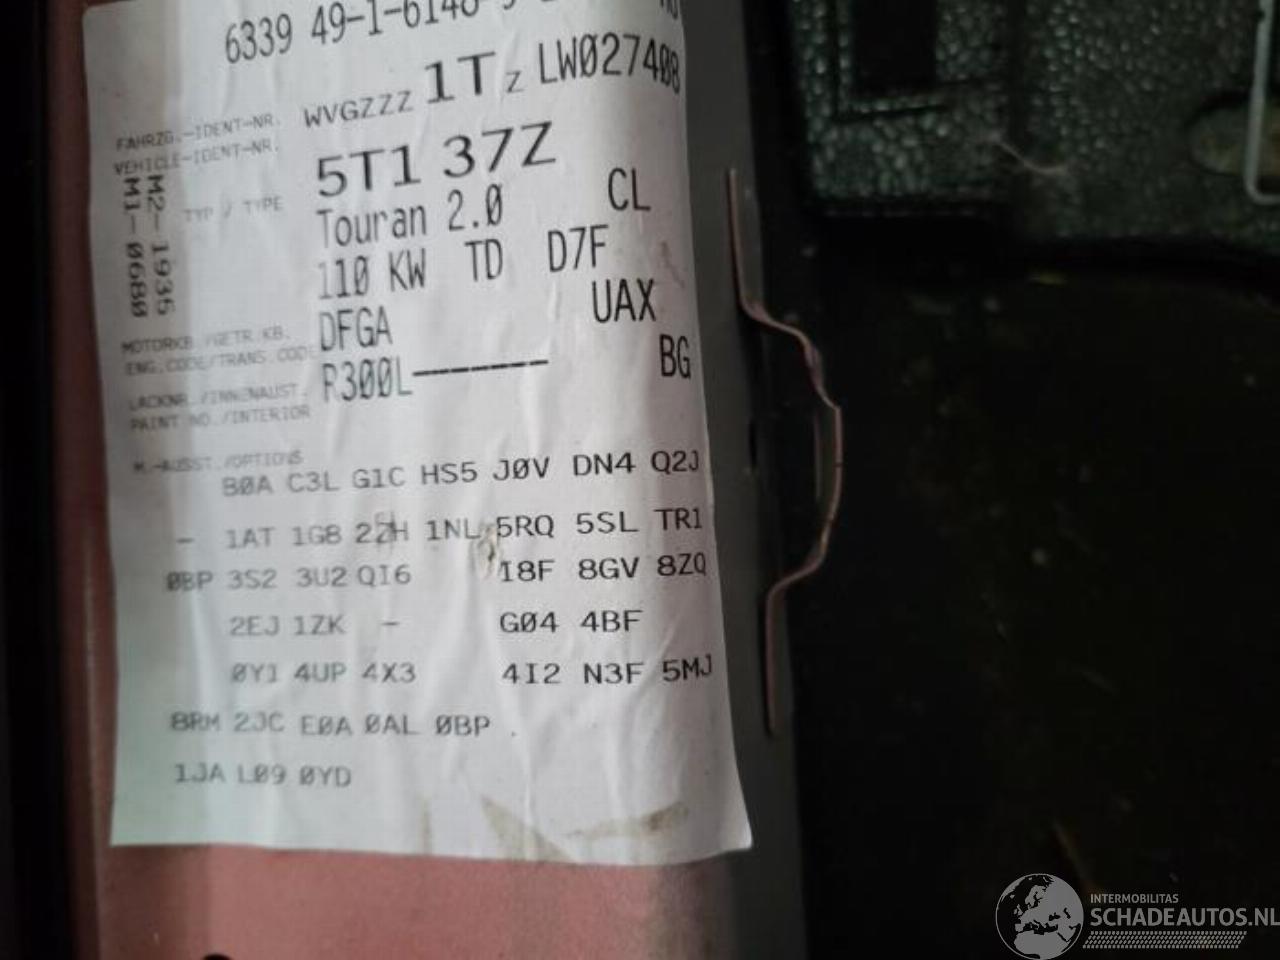 6339 49-1-6148
FAHRZG.-IDENT-NR. WVGZZZ 1T Z LW027408
VEHICLE-IDENT-NR.
M2- 1936
M1- 0680
TYP / TYPE 5T1 37Z
Touran 2.0 CL
110 KW TD D7F
MOTORKB./GETR.KB. DFGA UAX
ENG.CODE/TRANS.CODE
LACKNR./INNENAUST. R300L------- BG
PAINT NO./INTERIOR
M.-AUSST./OPTIONS
B0A C3L G1C HS5 J0V DN4 Q2J
- 1AT 1G8 2ZH 1NL 5RQ 5SL TR1
0BP 3S2 3U2 QI6 18F 8GV 8ZQ
2EJ 1ZK - G04 4BF
0Y1 4UP 4X3 4I2 N3F 5MJ
8RM 2JC E0A 0AL 0BP
1JA L09 0YD
INTERMOBILITAS
SCHADEAUTOS.NL